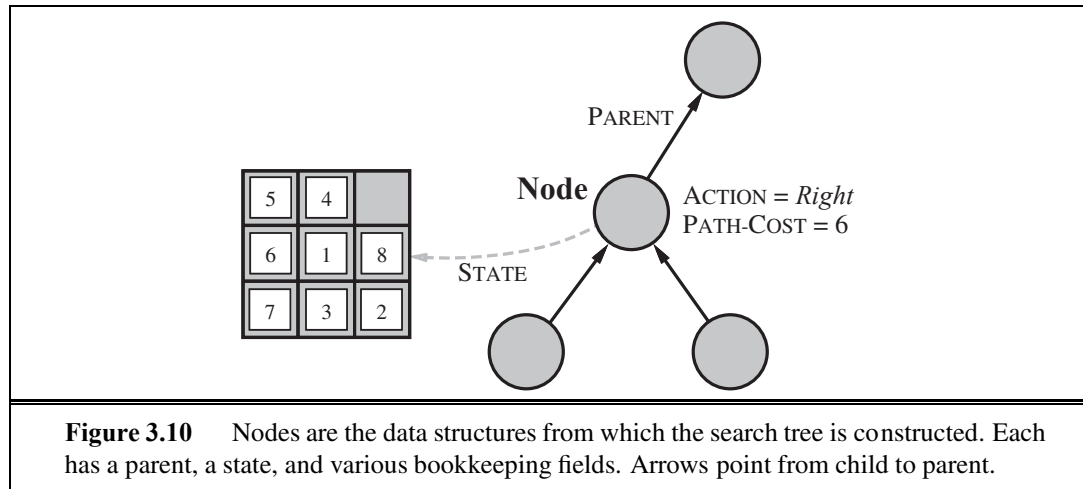 PARENT
Node
ACTION = Right
PATH-COST = 6
5 4
6 1 8
STATE
7 3 2
Figure 3.10 Nodes are the data structures from which the search tree is constructed. Each
has a parent, a state, and various bookkeeping fields. Arrows point from child to parent.